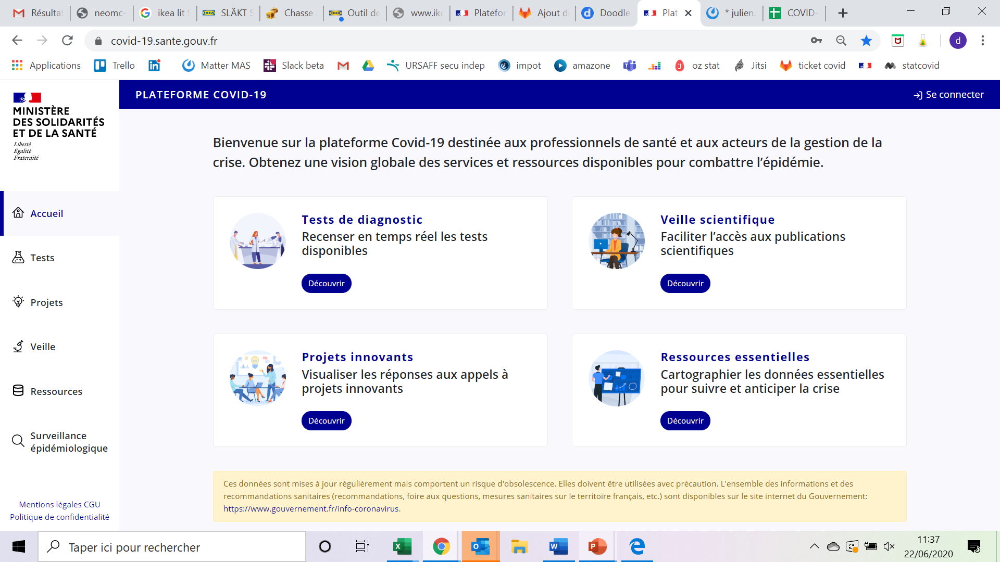 Résultat
neomc-
ikea lit S
SLÄKT S
Chasse
Outil de
www.ike
Platefor
Ajout d
Doodle
Plat
* julien.
COVID-
covid-19.sante.gouv.fr
d
Applications
Trello
Matter MAS
Slack beta
URSAFF secu indep
impot
amazone
oz stat
Jitsi
ticket covid
statcovid
MINISTÈRE
DES SOLIDARITÉS
ET DE LA SANTÉ
Liberté
Égalité
Fraternité
PLATEFORME COVID-19
Se connecter
Accueil
Tests
Projets
Veille
Ressources
Surveillance
épidémiologique
Mentions légales CGU
Politique de confidentialité
Bienvenue sur la plateforme Covid-19 destinée aux professionnels de santé et aux acteurs de la gestion de la
crise. Obtenez une vision globale des services et ressources disponibles pour combattre l’épidémie.
Tests de diagnostic
Recenser en temps réel les tests
disponibles
Découvrir
Veille scientifique
Faciliter l’accès aux publications
scientifiques
Découvrir
Projets innovants
Visualiser les réponses aux appels à
projets innovants
Découvrir
Ressources essentielles
Cartographier les données essentielles
pour suivre et anticiper la crise
Découvrir
Ces données sont mises à jour régulièrement mais comportent un risque d'obsolescence. Elles doivent être utilisées avec précaution. L'ensemble des informations et des
recommandations sanitaires (recommandations, foire aux questions, mesures sanitaires sur le territoire français, etc.) sont disponibles sur le site internet du Gouvernement:
https://www.gouvernement.fr/info-coronavirus.
Taper ici pour rechercher
11:37
22/06/2020